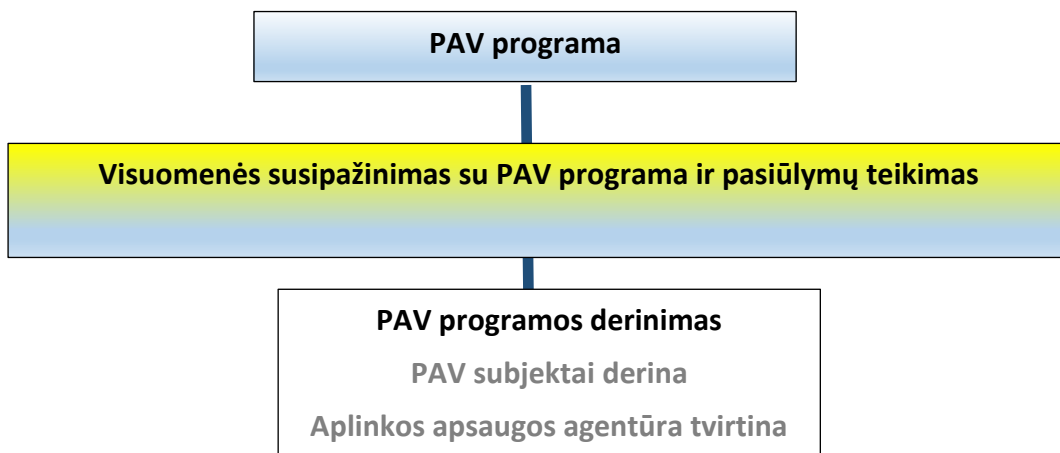 PAV programa
Visuomenės susipažinimas su PAV programa ir pasiūlymų teikimas
PAV programos derinimas
PAV subjektai derina
Aplinkos apsaugos agentūra tvirtina